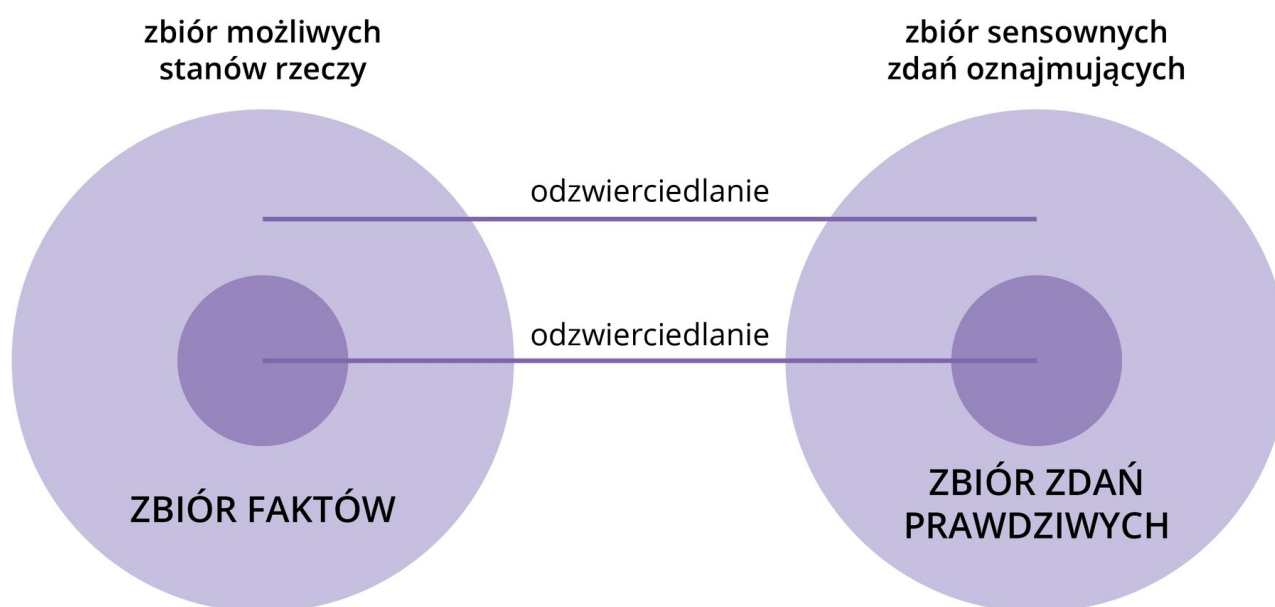 zbiór możliwych
stanów rzeczy
zbiór sensownych
zdań oznajmujących
odzwierciedlanie
odzwierciedlanie
ZBIÓR FAKTÓW
ZBIÓR ZDAŃ
PRAWDZIWYCH